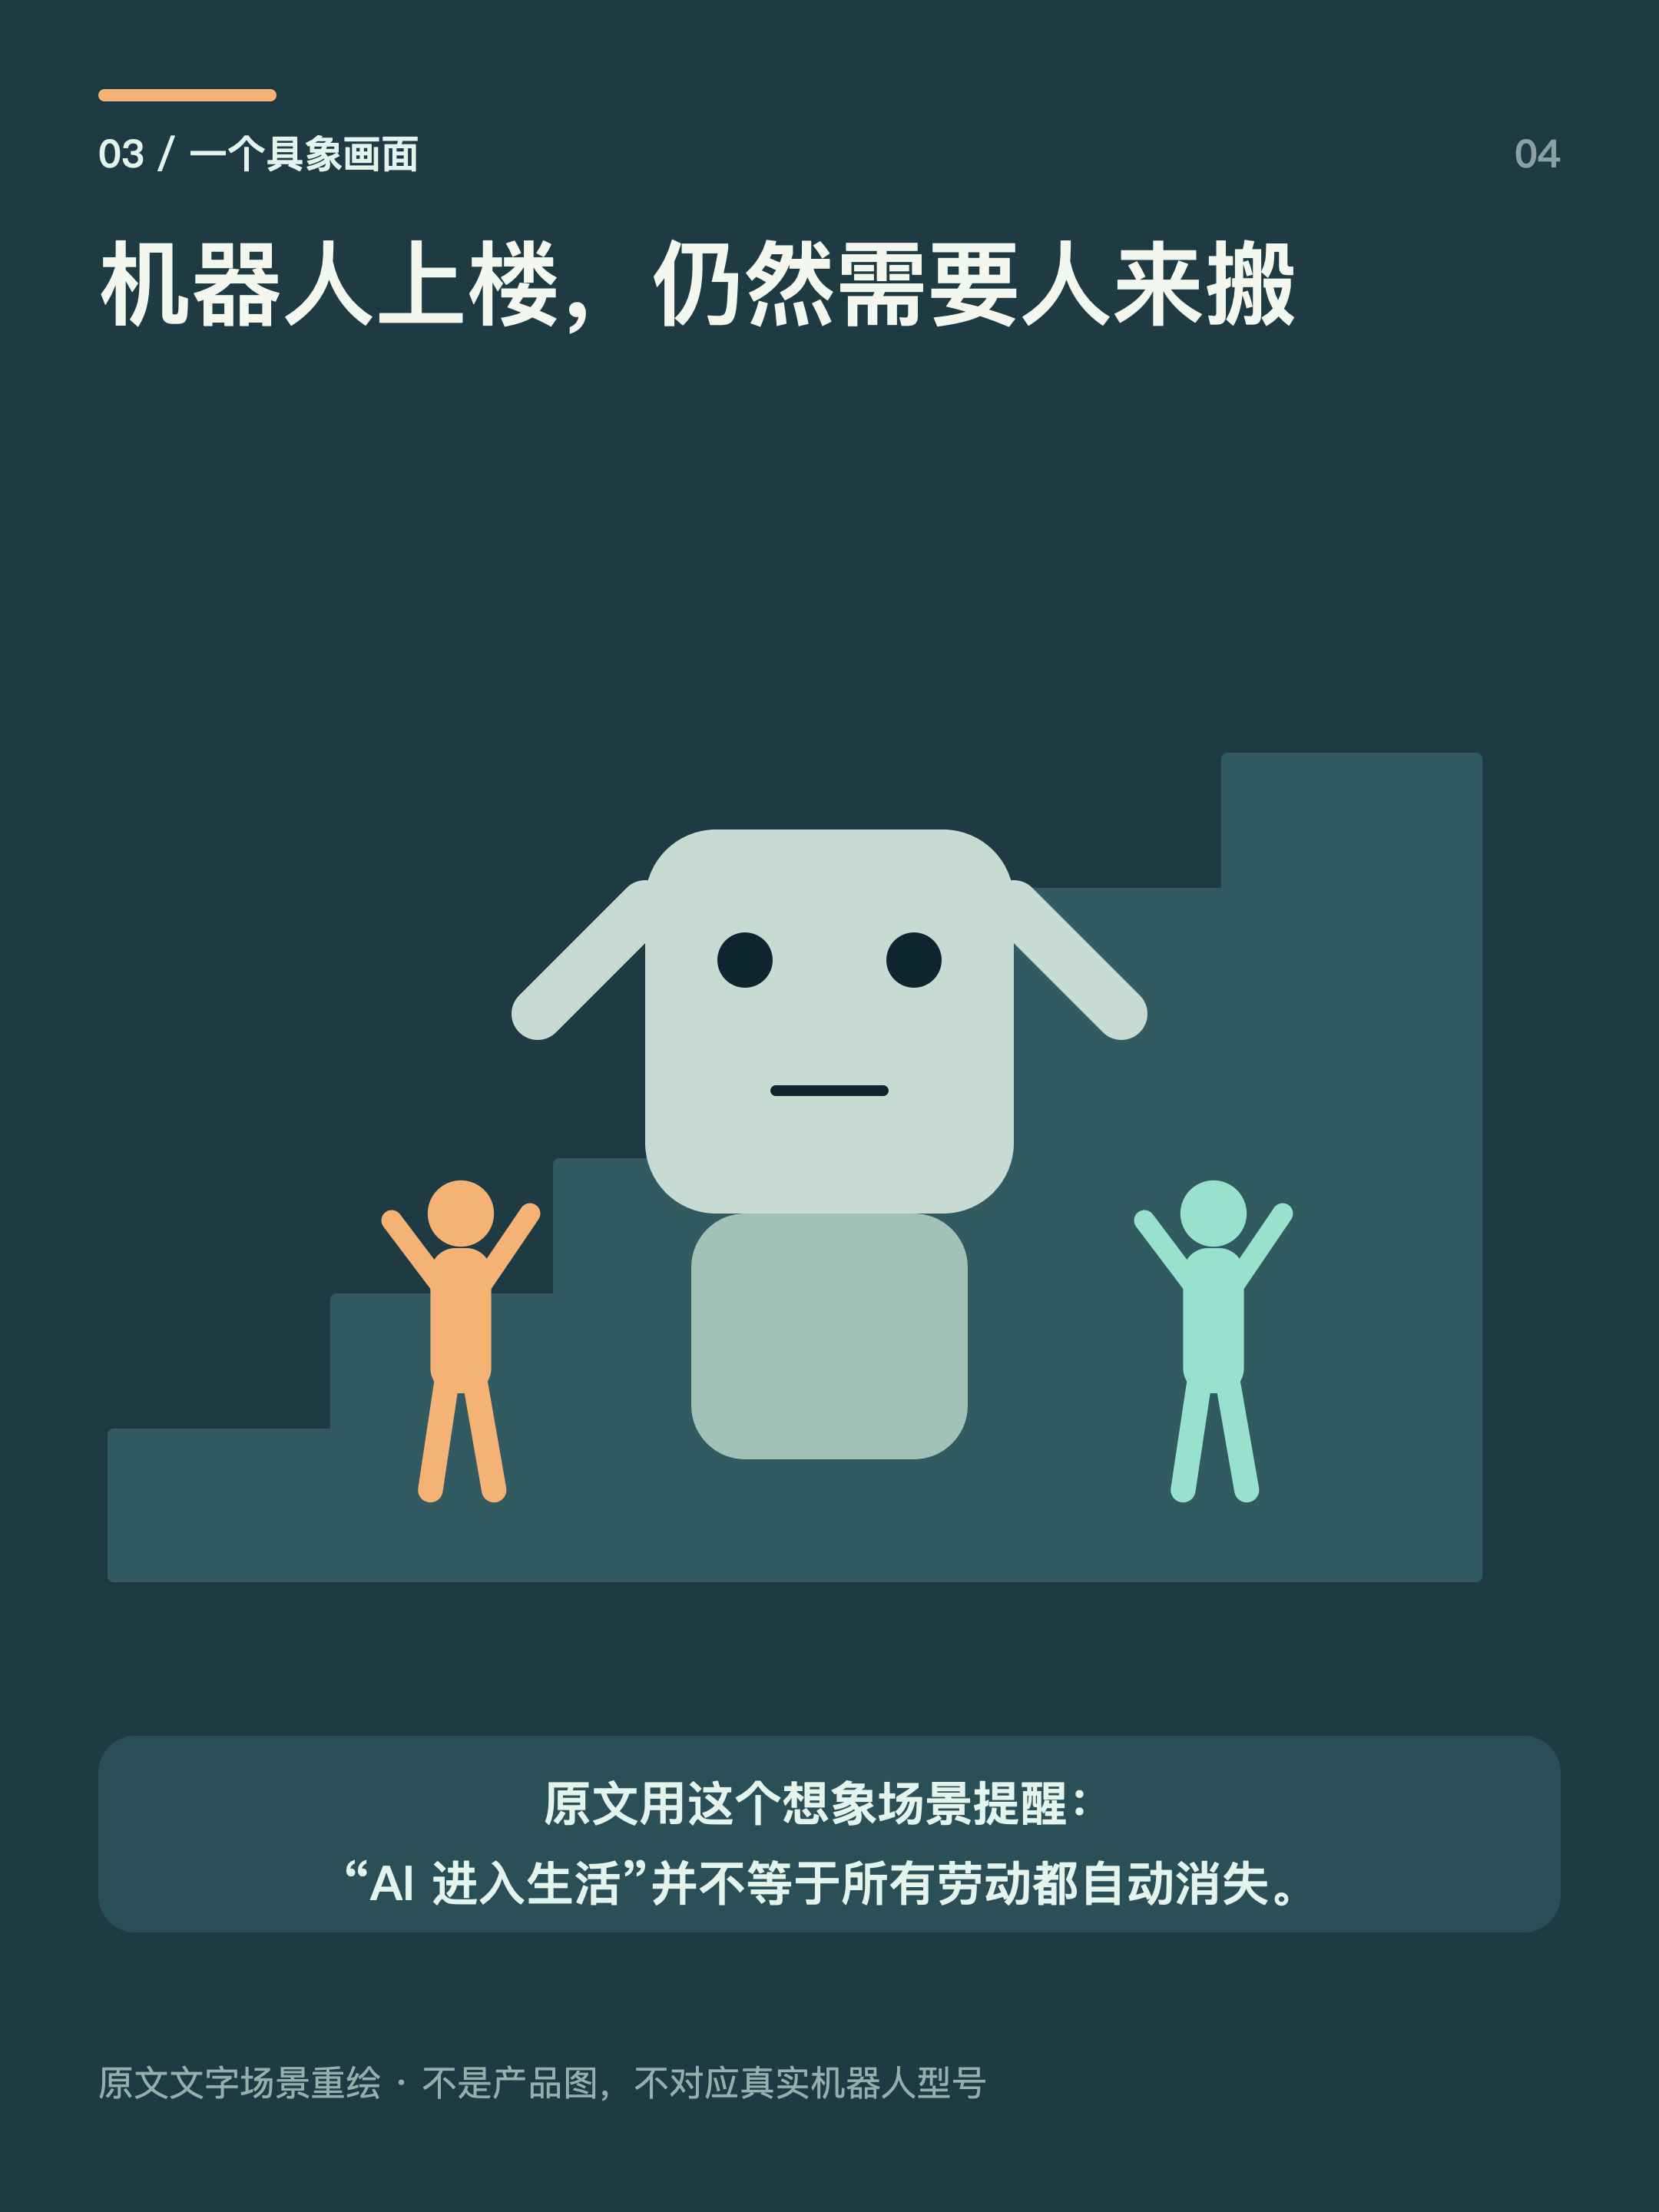 03 / 一个具象画面
04
机器人上楼，仍然需要人来搬
原文用这个想象场景提醒：
“AI 进入生活”并不等于所有劳动都自动消失。
原文文字场景重绘 · 不是产品图，不对应真实机器人型号